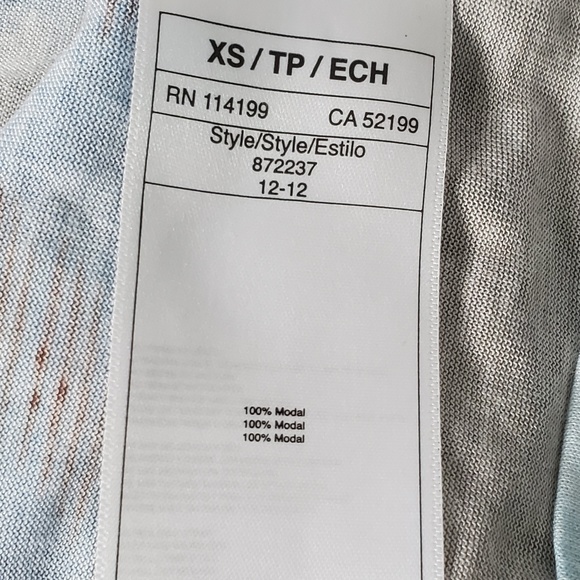 XS / TP / ECH
RN 114199 CA 52199
Style/Style/Estilo
872237
12-12
100% Modal
100% Modal
100% Modal